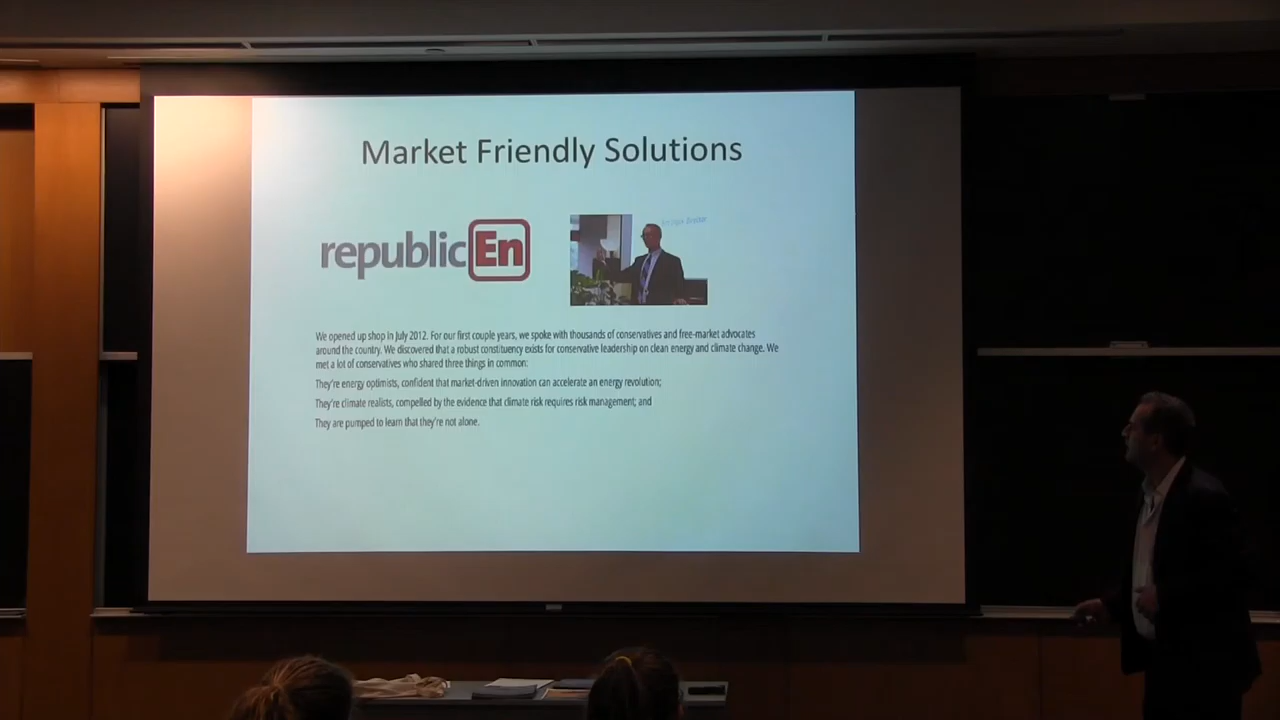 Market Friendly Solutions
republicEn
We opened up shop in July 2012. For our first couple years, we spoke with thousands of conservatives and free-market advocates
around the country. We discovered that a robust constituency exists for conservative leadership on clean energy and climate change. We
met a lot of conservatives who shared three things in common:
They're energy optimists, confident that market-driven innovation can accelerate an energy revolution;
They're climate realists, compelled by the evidence that climate risk requires risk management; and
They are pumped to learn that they're not alone.